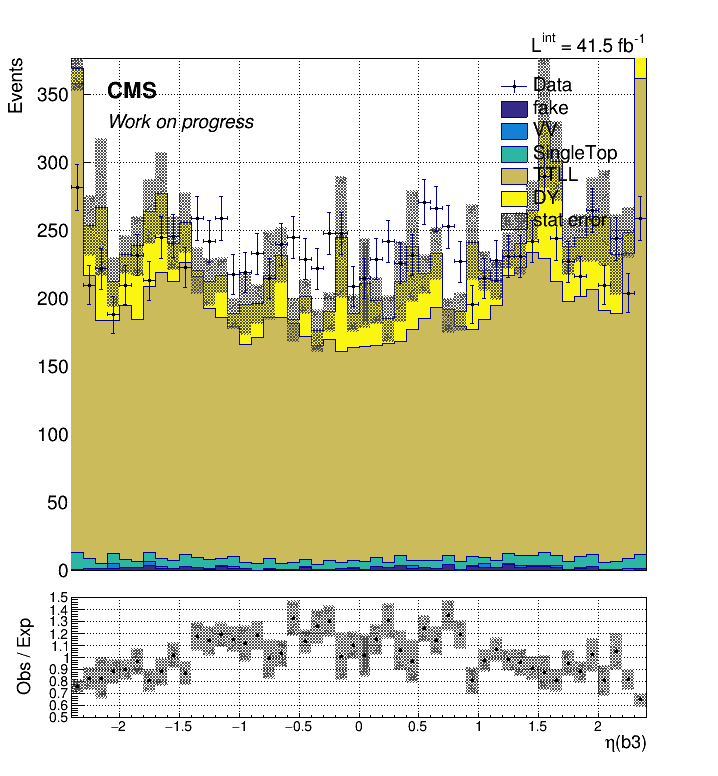 L^int = 41.5 fb^-1
Events
CMS
Work on progress
Data
fake
VV
SingleTop
TTLL
DY
stat error
350
300
250
200
150
100
50
0
Obs / Exp
1.5
1.4
1.3
1.2
1.1
1
0.9
0.8
0.7
0.6
0.5
−2 −1.5 −1 −0.5 0 0.5 1 1.5 2
η(b3)